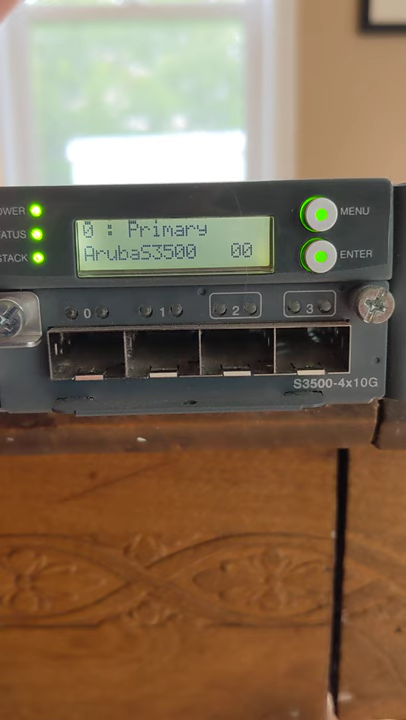 OWER
TATUS
STACK
0 : Primary
ArubaS3500 00
MENU
ENTER
0 1 2 3
S3500-4x10G